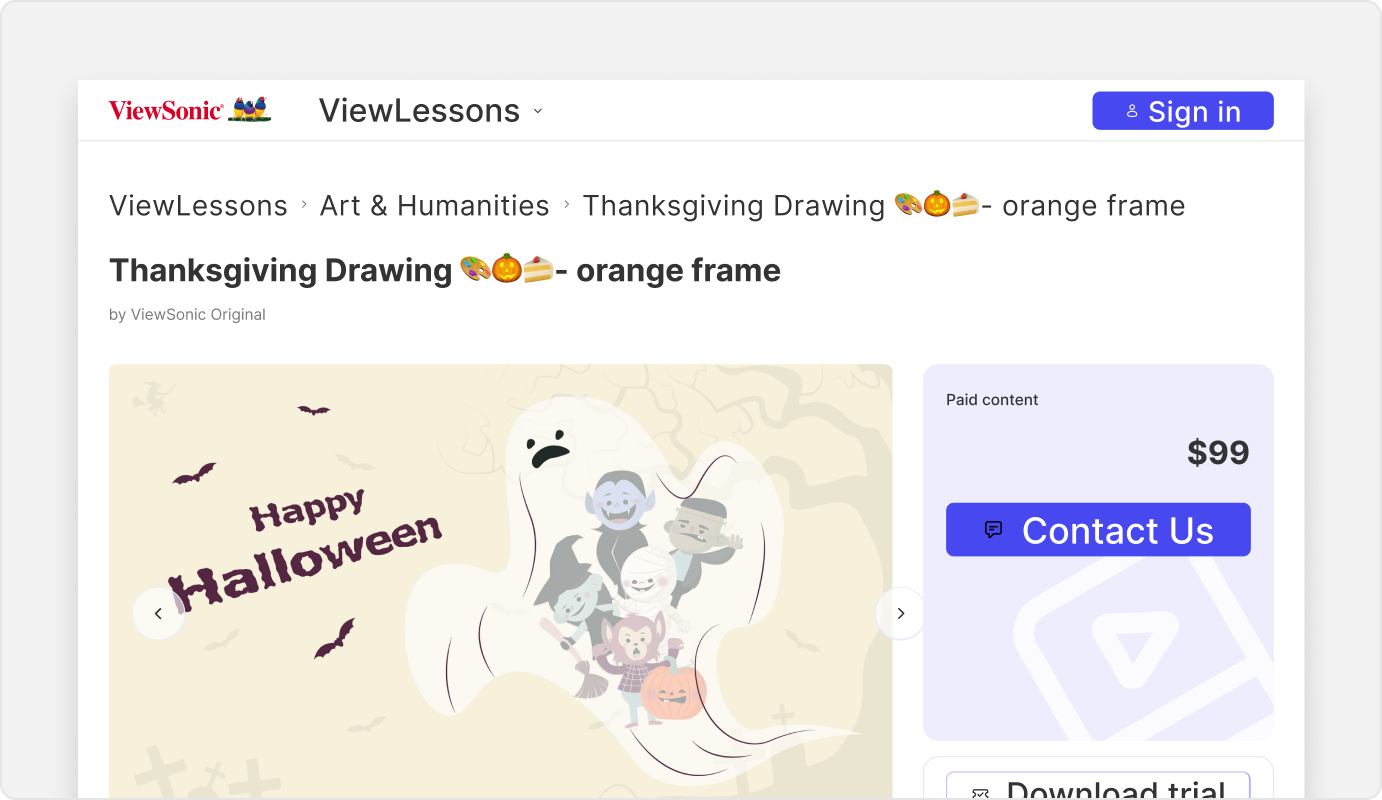 ViewSonic® ViewLessons Sign in
ViewLessons › Art & Humanities › Thanksgiving Drawing 🎨🎃🍰- orange frame
Thanksgiving Drawing 🎨🎃🍰- orange frame
by ViewSonic Original
Happy
Halloween
Paid content
$99
Contact Us
Download trial